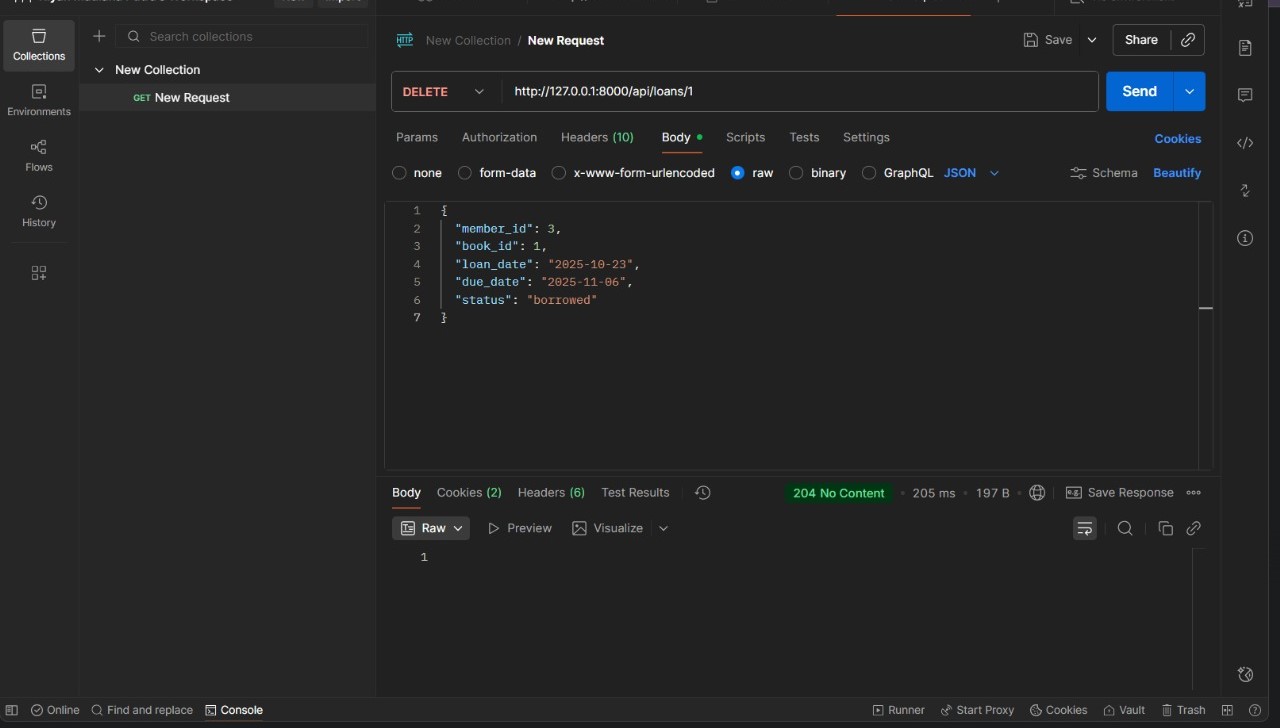 Collections
Environments
Flows
History
Search collections
New Collection
GET New Request
HTTP
New Collection / New Request
Save
Share
DELETE
http://127.0.0.1:8000/api/loans/1
Send
Params Authorization Headers (10) Body Scripts Tests Settings
Cookies
none form-data x-www-form-urlencoded raw binary GraphQL JSON
Schema Beautify
1 {
2 "member_id": 3,
3 "book_id": 1,
4 "loan_date": "2025-10-23",
5 "due_date": "2025-11-06",
6 "status": "borrowed"
7 }
Body Cookies (2) Headers (6) Test Results
204 No Content • 205 ms • 197 B
e.g. Save Response
Raw Preview Visualize
1
Online Find and replace Console
Runner Start Proxy Cookies Vault Trash